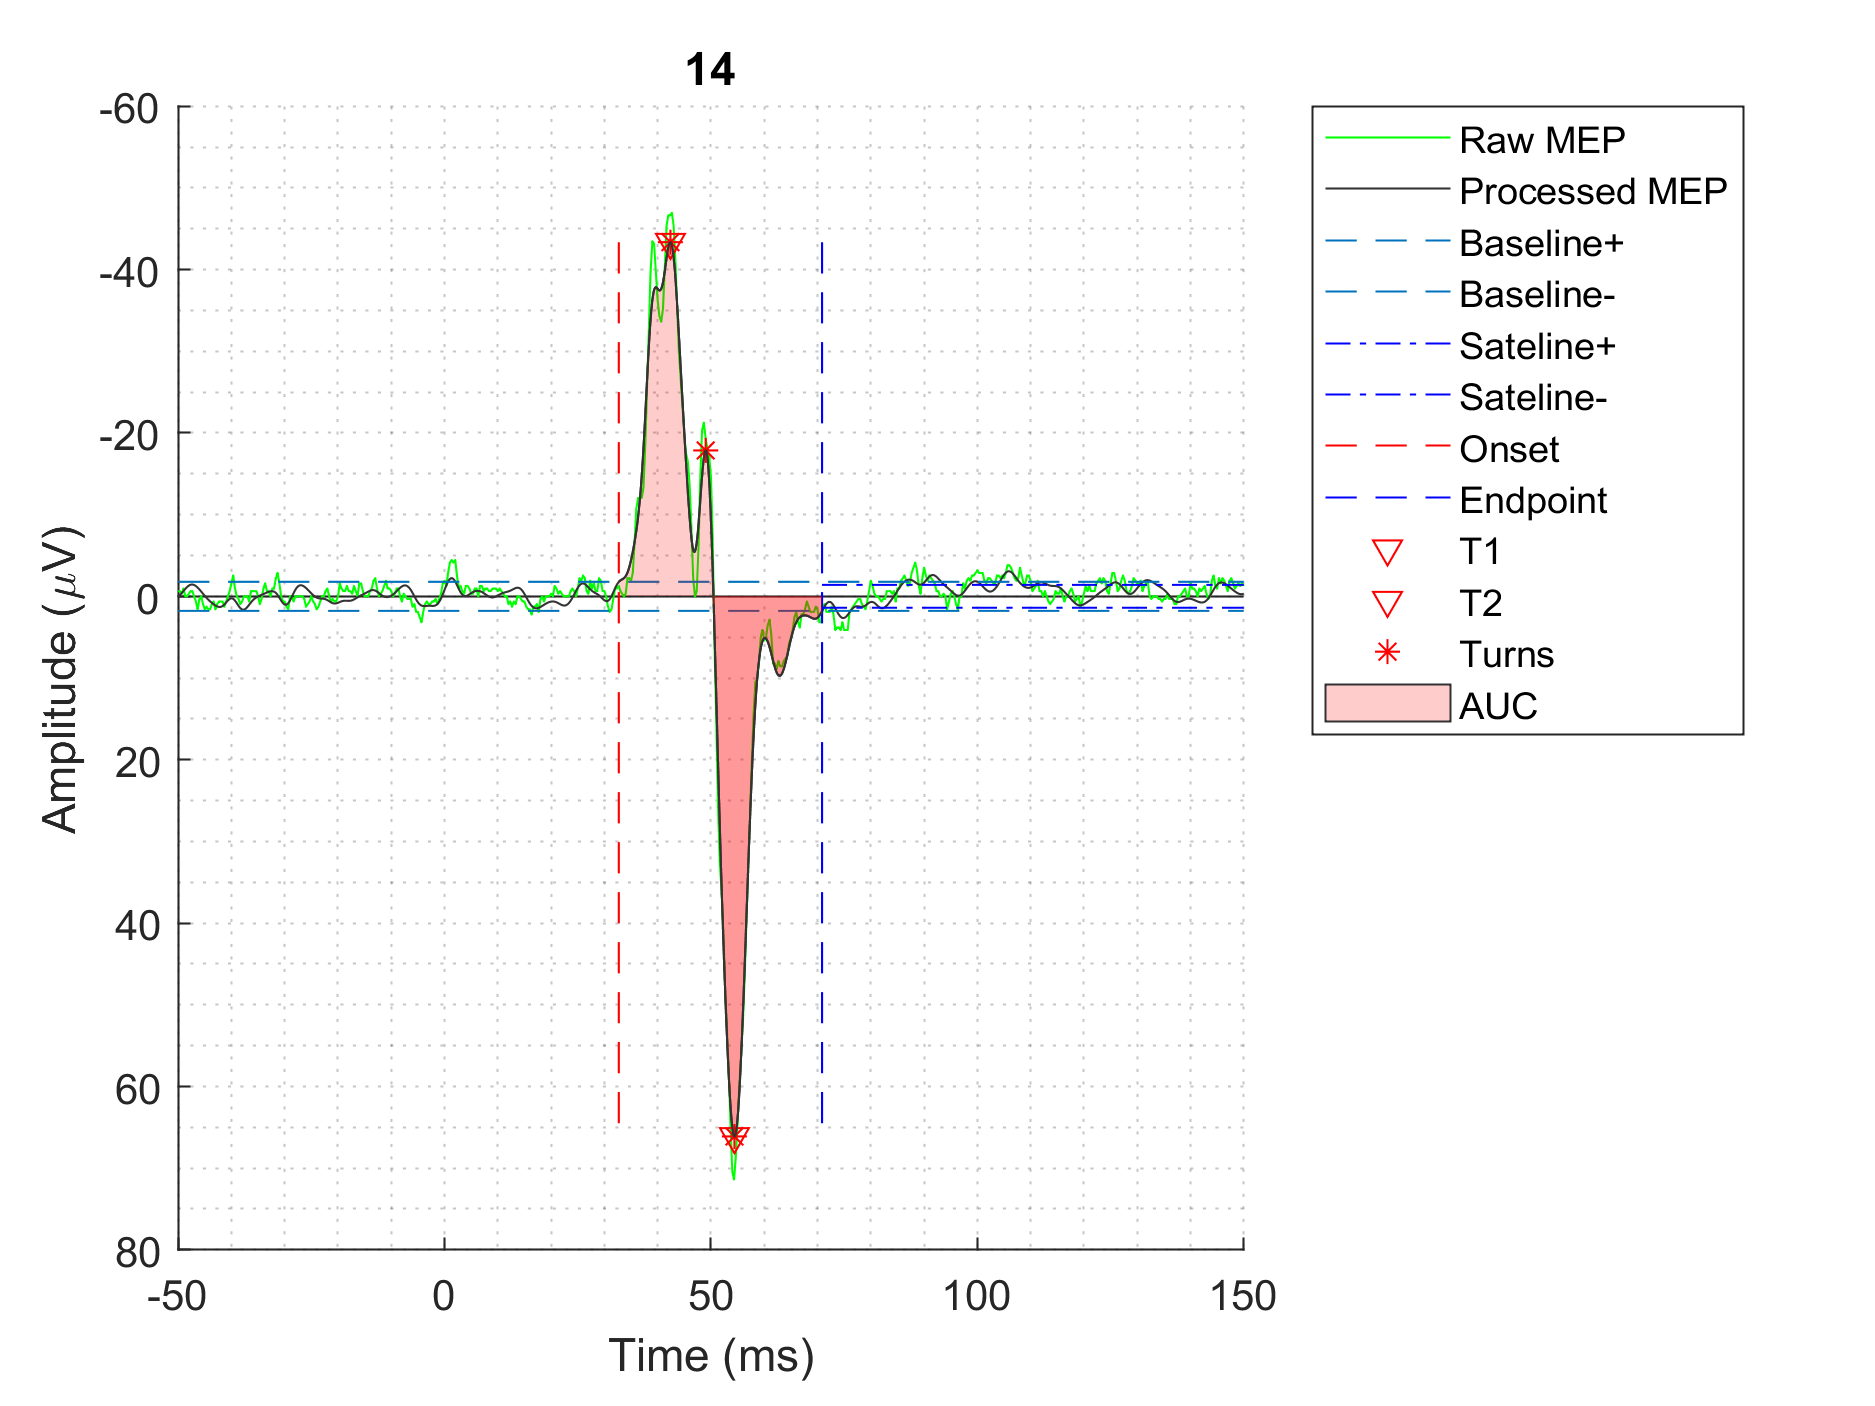 14
-60
-40
-20
0
20
40
60
80
Amplitude (μV)
-50
0
50
100
150
Time (ms)
Raw MEP
Processed MEP
Baseline+
Baseline-
Sateline+
Sateline-
Onset
Endpoint
T1
T2
Turns
AUC